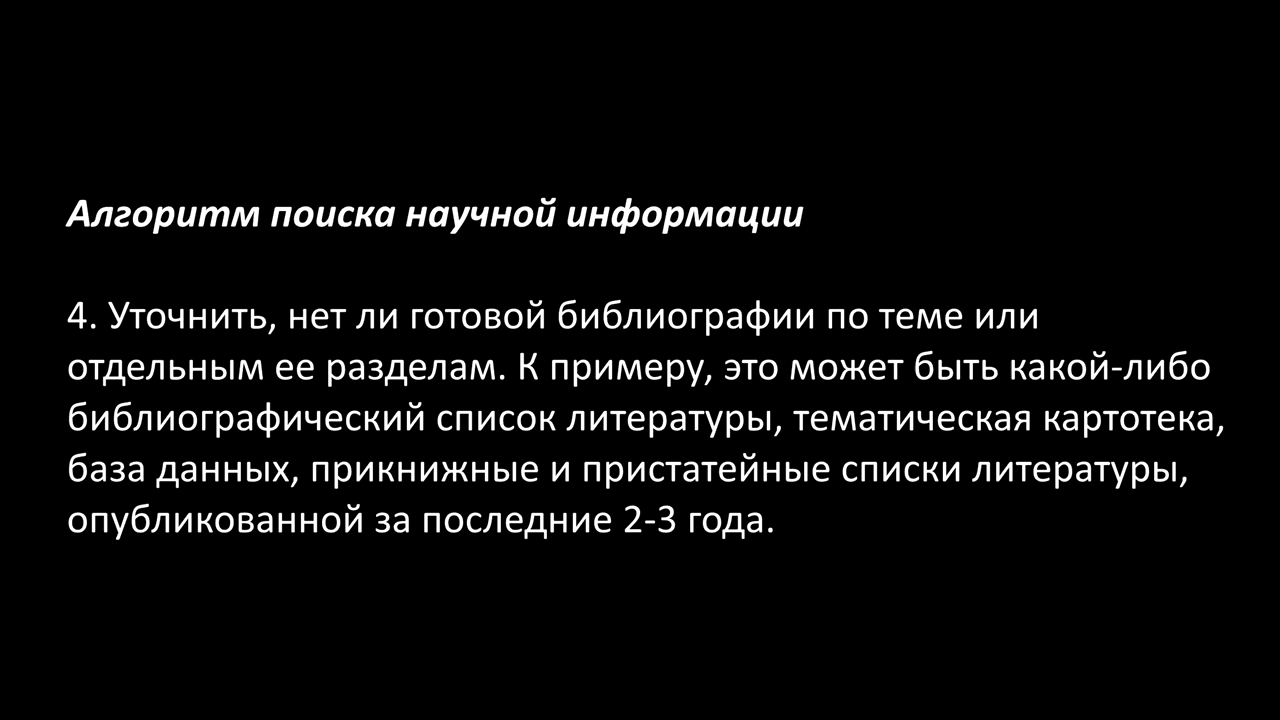 Алгоритм поиска научной информации
4. Уточнить, нет ли готовой библиографии по теме или
отдельным ее разделам. К примеру, это может быть какой-либо
библиографический список литературы, тематическая картотека,
база данных, прикнижные и пристатейные списки литературы,
опубликованной за последние 2-3 года.